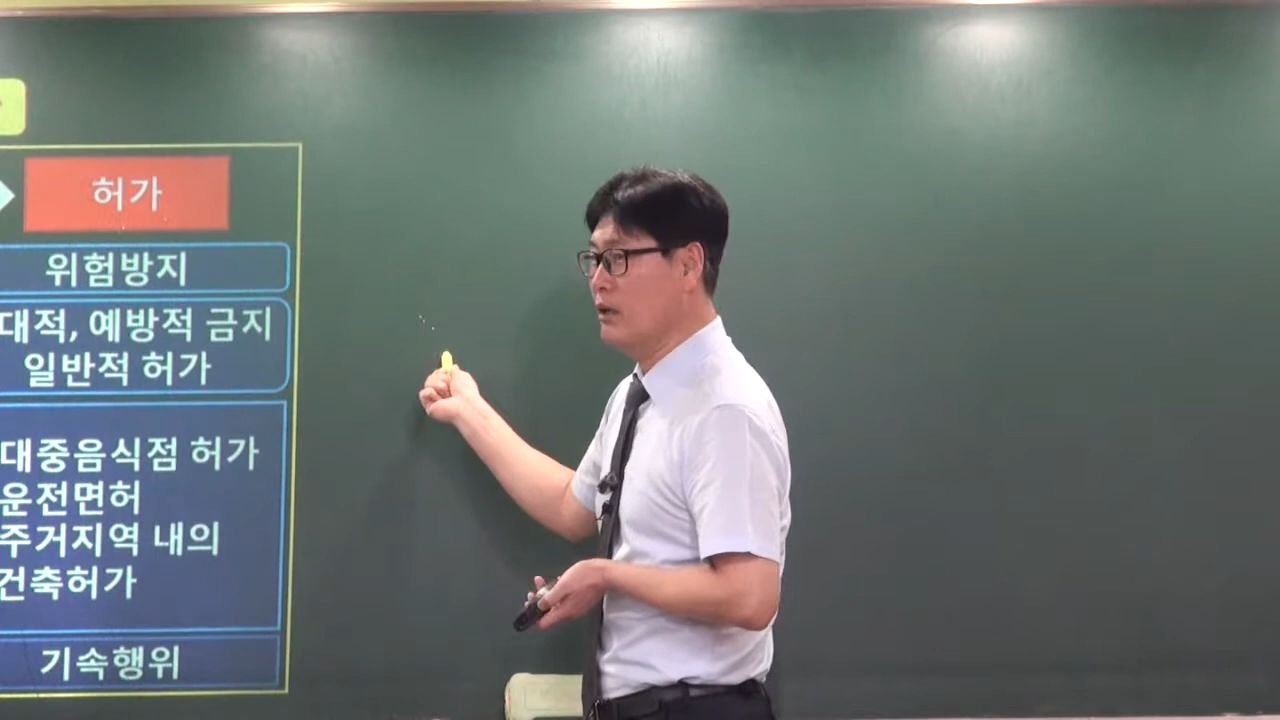 허가
위험방지
대적, 예방적 금지
일반적 허가
대중음식점 허가
운전면허
주거지역 내의
건축허가
기속행위